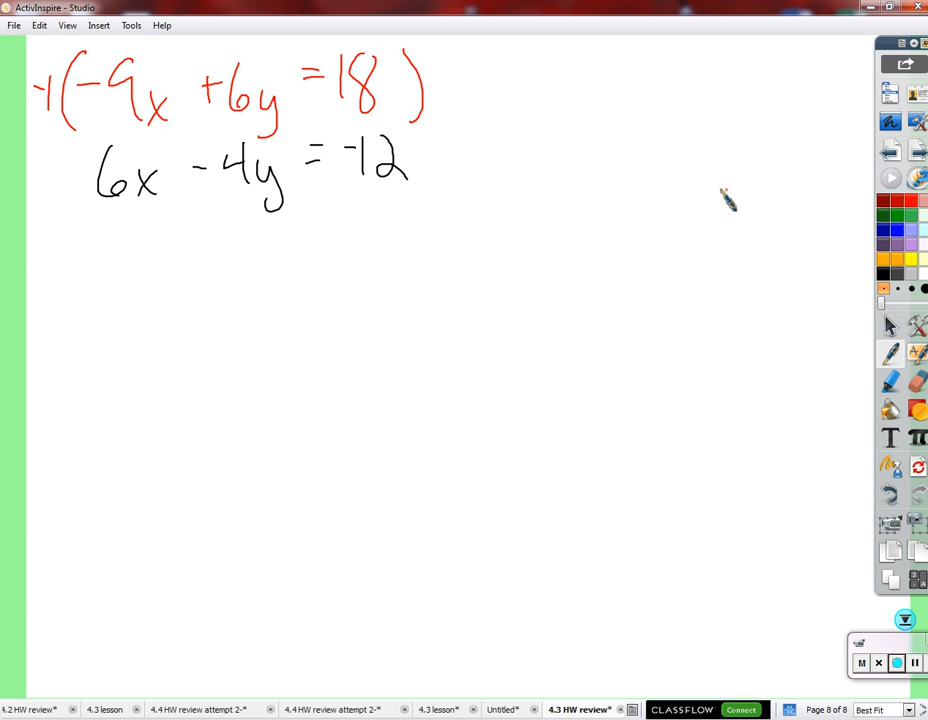 ActivInspire - Studio
File Edit View Insert Tools Help
-1(-9x +6y = 18)
6x - 4y = -12
4.2 HW review* 4.3 lesson 4.4 HW review attempt 2-* 4.4 HW review attempt 2-* 4.3 lesson* Untitled* 4.3 HW review* CLASSFLOW Connect Page 8 of 8 Best Fit
M